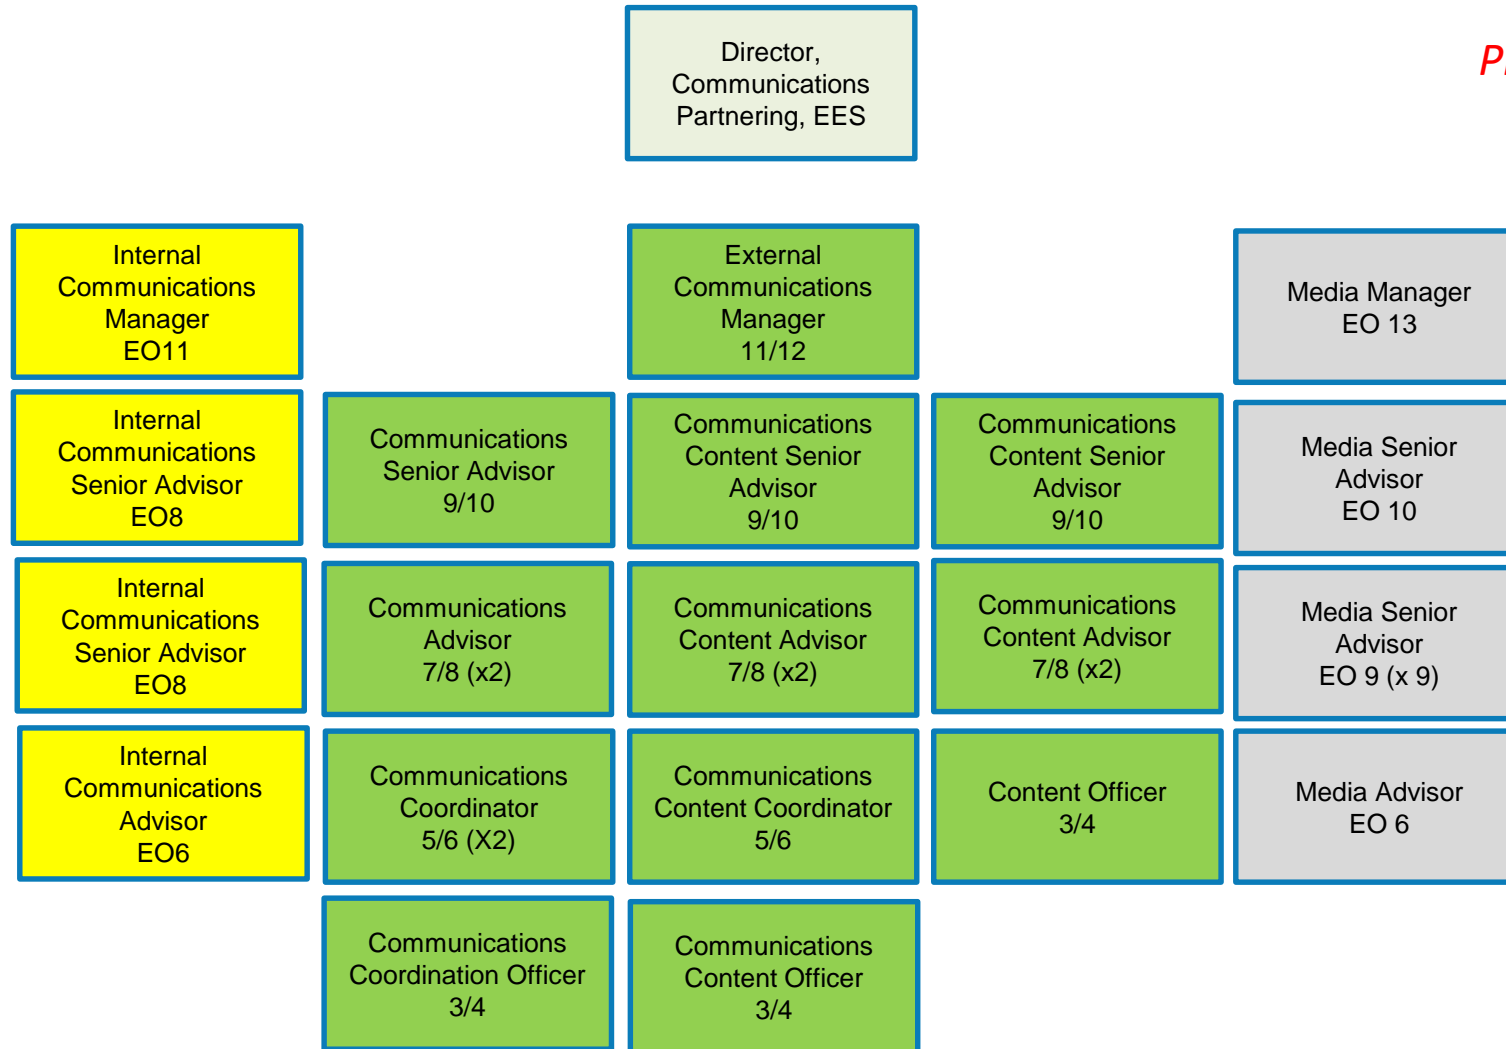 Director,
Communications
Partnering, EES
Internal
Communications
Manager
EO11
External
Communications
Manager
11/12
Media Manager
EO 13
Internal
Communications
Senior Advisor
EO8
Communications
Senior Advisor
9/10
Communications
Content Senior
Advisor
9/10
Communications
Content Senior
Advisor
9/10
Media Senior
Advisor
EO 10
Internal
Communications
Senior Advisor
EO8
Communications
Advisor
7/8 (x2)
Communications
Content Advisor
7/8 (x2)
Communications
Content Advisor
7/8 (x2)
Media Senior
Advisor
EO 9 (x 9)
Internal
Communications
Advisor
EO6
Communications
Coordinator
5/6 (X2)
Communications
Content Coordinator
5/6
Content Officer
3/4
Media Advisor
EO 6
Communications
Coordination Officer
3/4
Communications
Content Officer
3/4